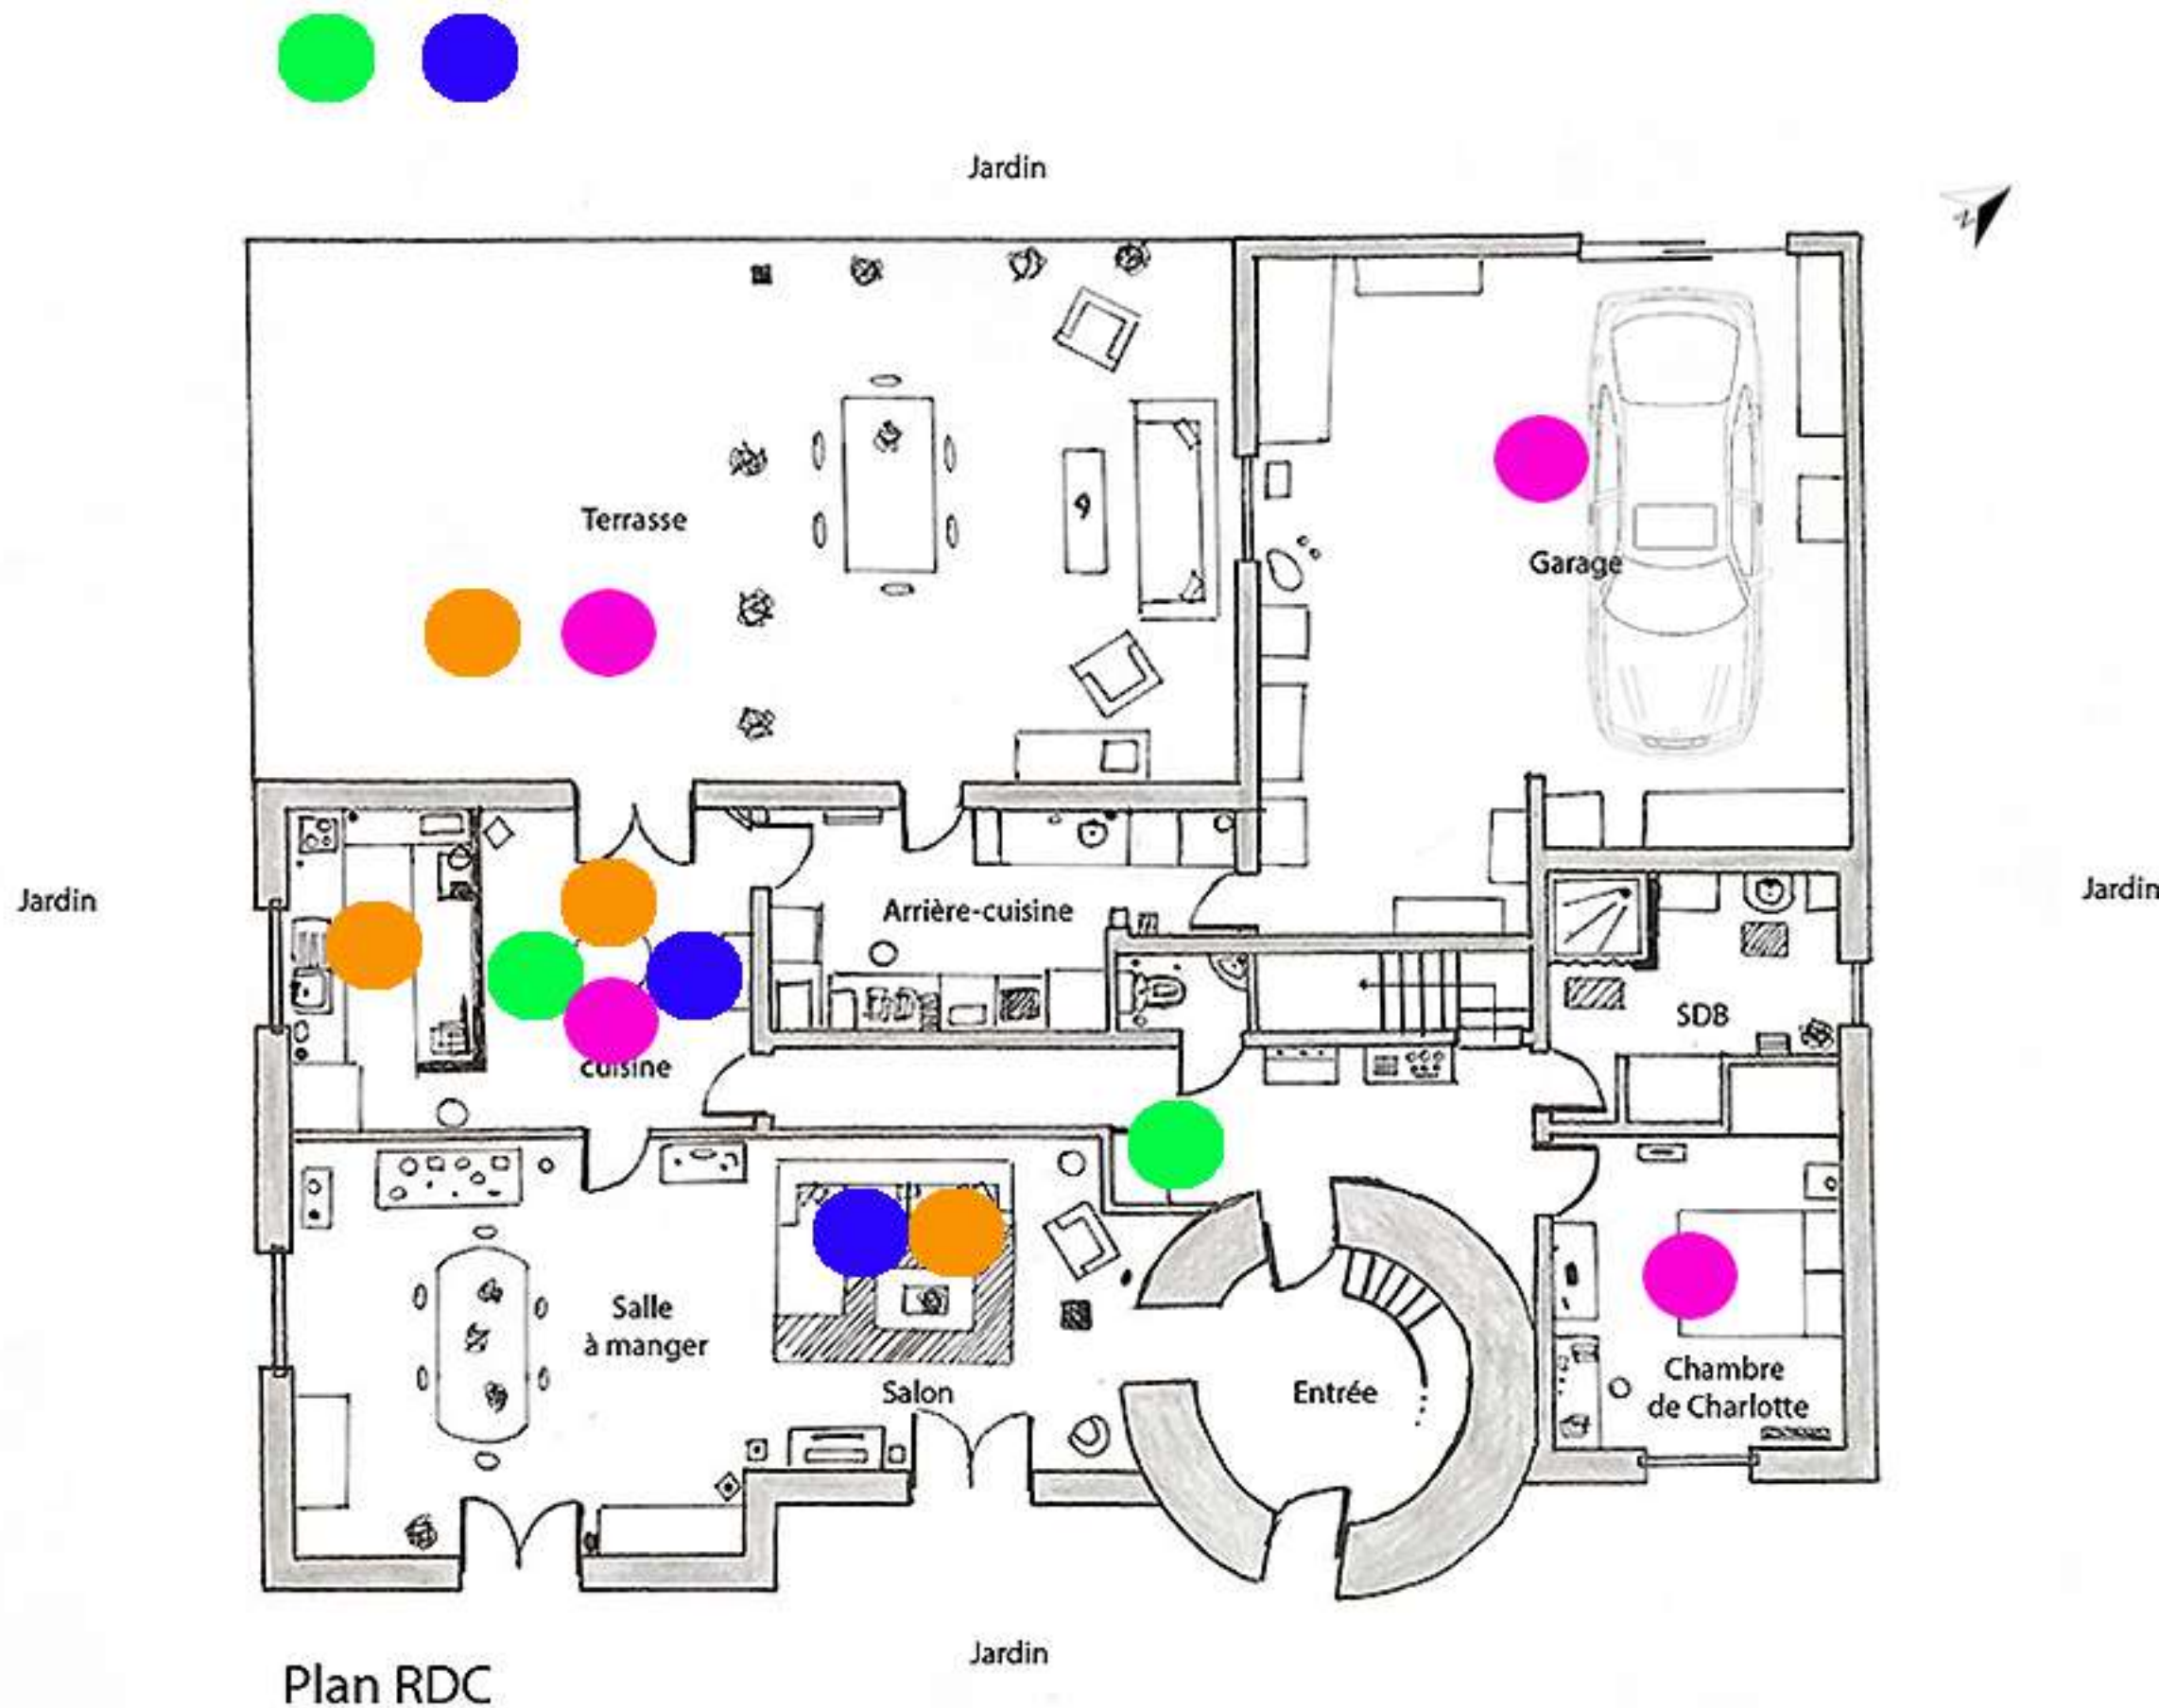 Jardin
N
Terrasse
Garage
Jardin
Arrière-cuisine
Jardin
SDB
cuisine
Salle
à manger
Salon
Entrée
Chambre
de Charlotte
Jardin
Plan RDC